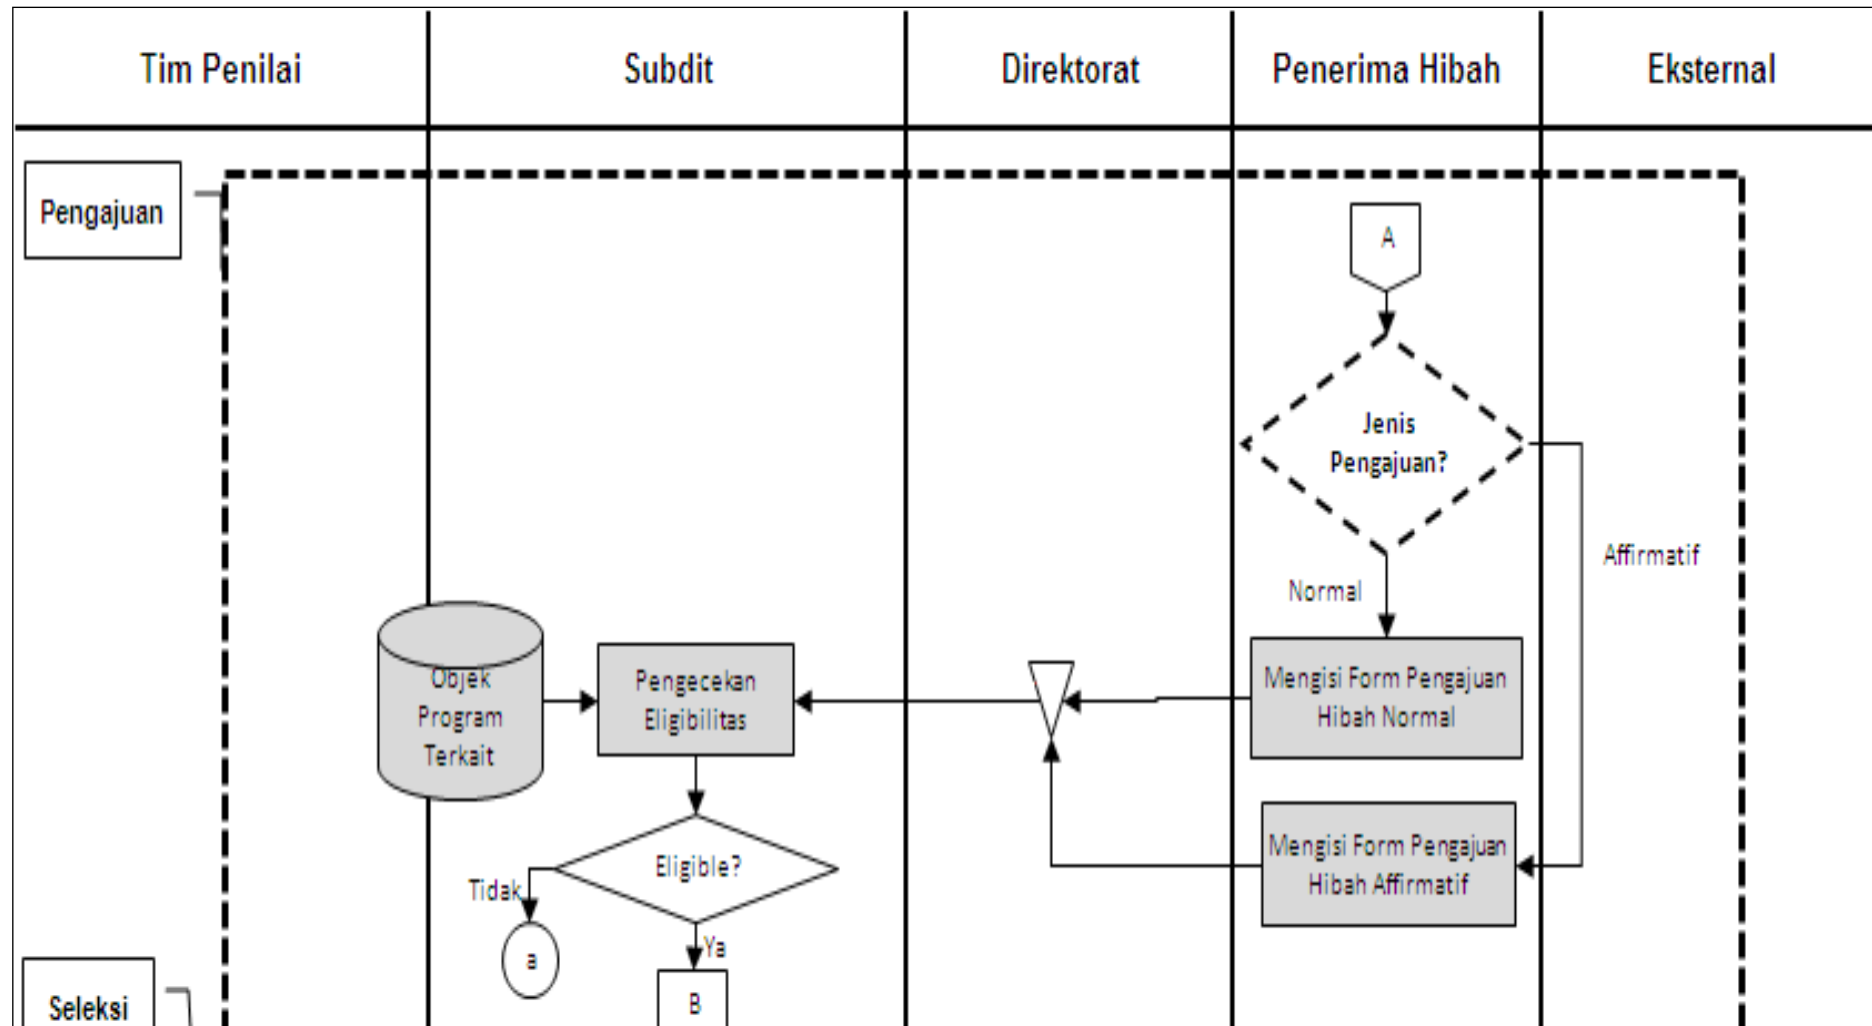 Tim Penilai
Subdit
Direktorat
Penerima Hibah
Eksternal
Pengajuan
A
Jenis
Pengajuan?
Affirmatif
Normal
Objek
Program
Terkait
Pengecekan
Eligibilitas
Mengisi Form Pengajuan
Hibah Normal
Mengisi Form Pengajuan
Hibah Affirmatif
Eligible?
Tidak
a
Ya
B
Seleksi